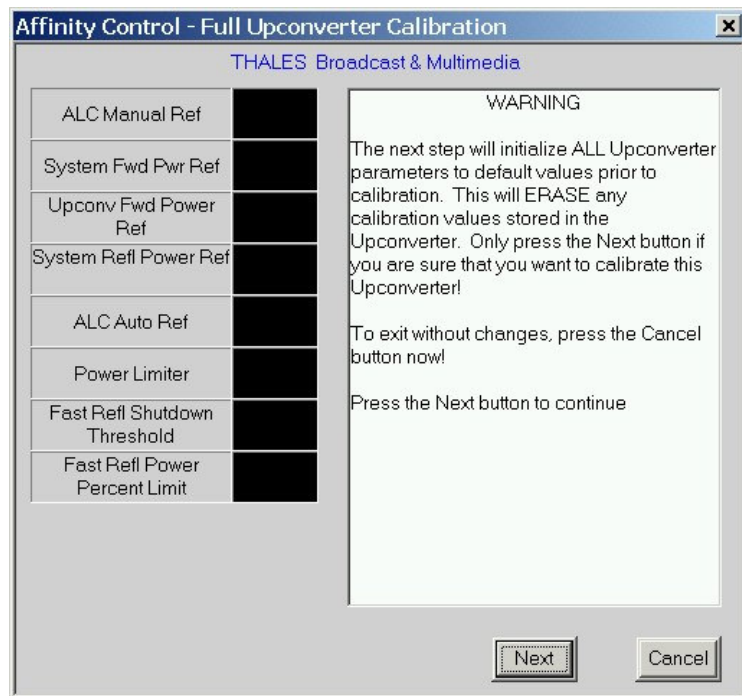 Affinity Control - Full Upconverter Calibration
THALES Broadcast & Multimedia
ALC Manual Ref
System Fwd Pwr Ref
Upconv Fwd Power
Ref
System Refl Power Ref
ALC Auto Ref
Power Limiter
Fast Refl Shutdown
Threshold
Fast Refl Power
Percent Limit
WARNING
The next step will initialize ALL Upconverter
parameters to default values prior to
calibration. This will ERASE any
calibration values stored in the
Upconverter. Only press the Next button if
you are sure that you want to calibrate this
Upconverter!
To exit without changes, press the Cancel
button now!
Press the Next button to continue
Next
Cancel